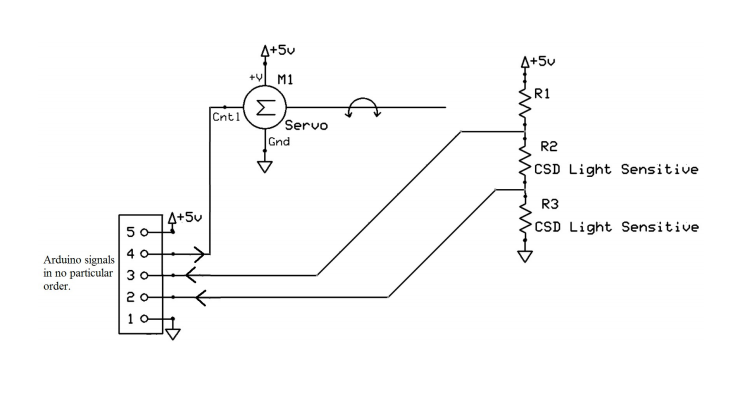 +5v
+V M1
Cntl
Servo
Gnd
+5v
R1
R2
CSD Light Sensitive
R3
CSD Light Sensitive
+5v
5
4
3
2
1
Arduino signals
in no particular
order.